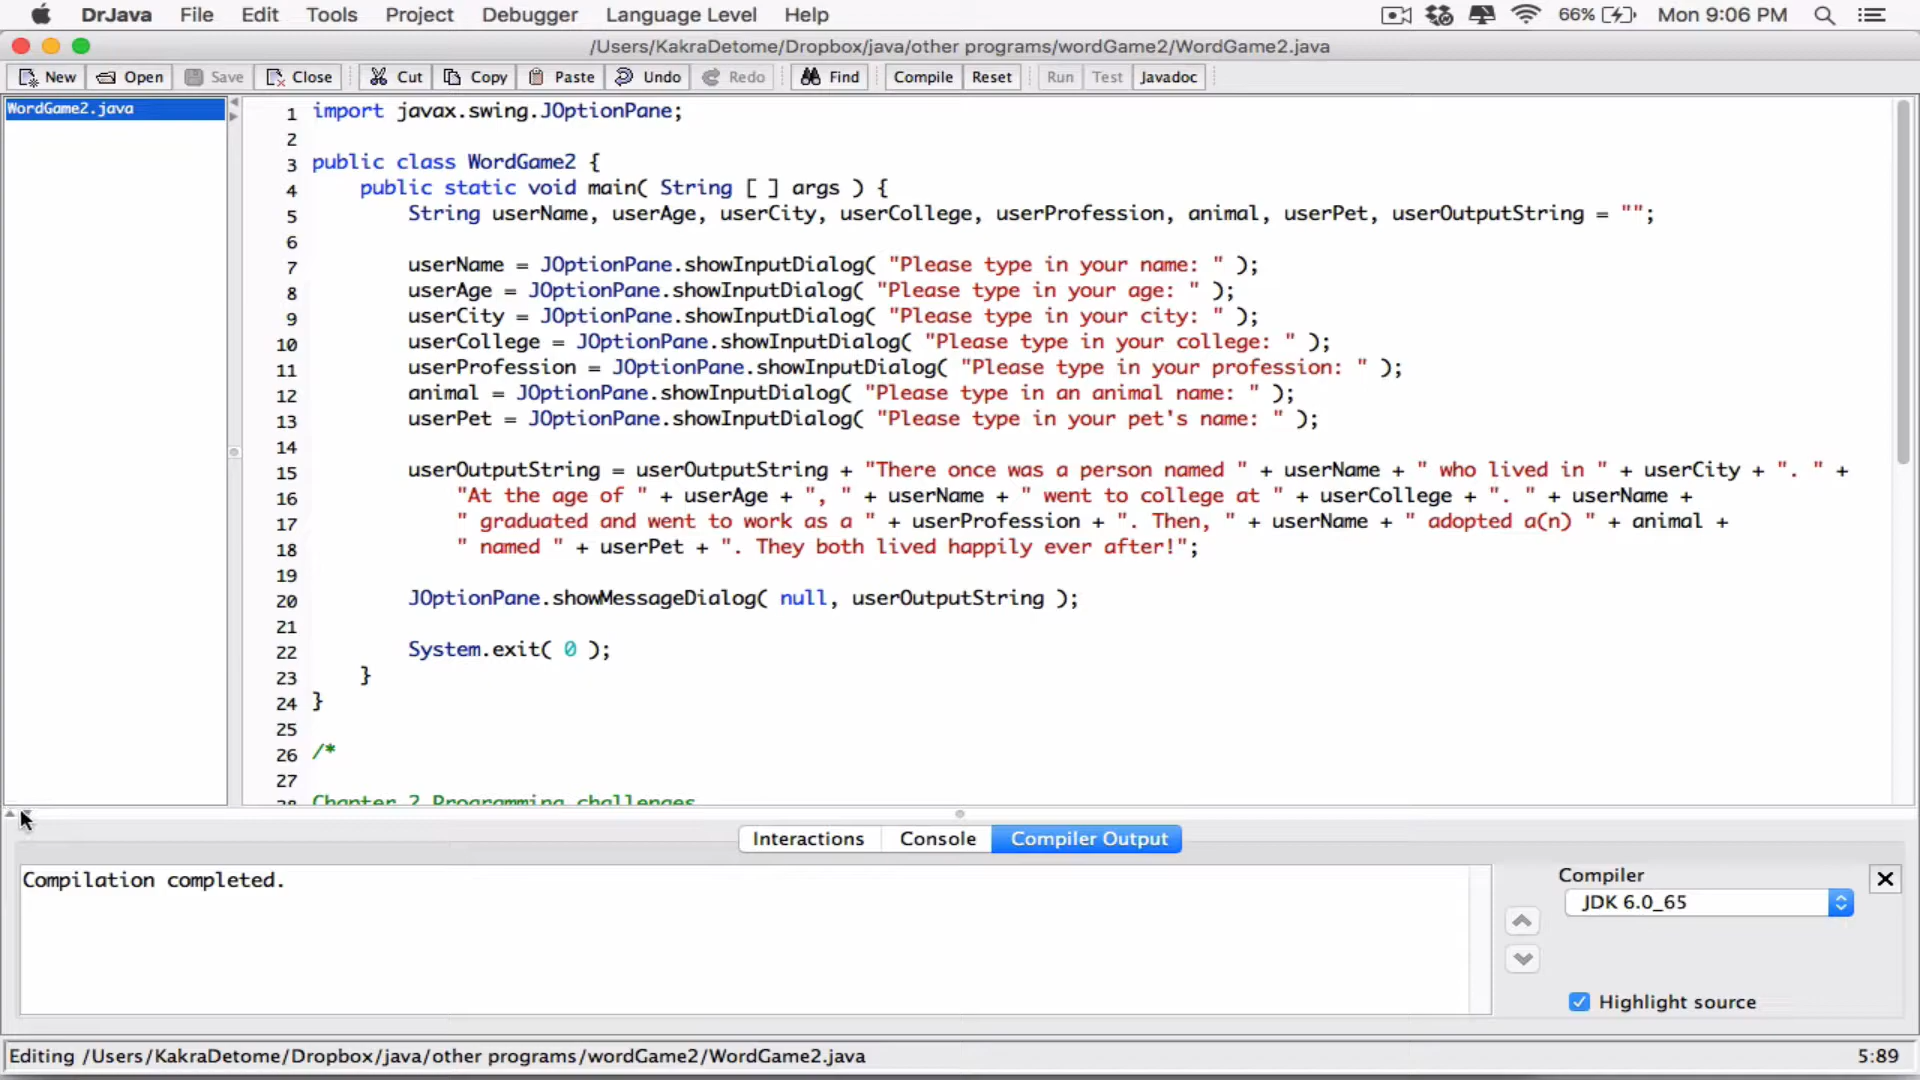 DrJava File Edit Tools Project Debugger Language Level Help 66% Mon 9:06 PM
/Users/KakraDetome/Dropbox/java/other programs/wordGame2/WordGame2.java
New Open Save Close Cut Copy Paste Undo Redo Find Compile Reset Run Test Javadoc
WordGame2.java
1 import javax.swing.JOptionPane;
2
3 public class WordGame2 {
4 public static void main( String [ ] args ) {
5 String userName, userAge, userCity, userCollege, userProfession, animal, userPet, userOutputString = "";
6
7 userName = JOptionPane.showInputDialog( "Please type in your name: " );
8 userAge = JOptionPane.showInputDialog( "Please type in your age: " );
9 userCity = JOptionPane.showInputDialog( "Please type in your city: " );
10 userCollege = JOptionPane.showInputDialog( "Please type in your college: " );
11 userProfession = JOptionPane.showInputDialog( "Please type in your profession: " );
12 animal = JOptionPane.showInputDialog( "Please type in an animal name: " );
13 userPet = JOptionPane.showInputDialog( "Please type in your pet's name: " );
14
15 userOutputString = userOutputString + "There once was a person named " + userName + " who lived in " + userCity + ". " +
16 "At the age of " + userAge + ", " + userName + " went to college at " + userCollege + ". " + userName +
17 " graduated and went to work as a " + userProfession + ". Then, " + userName + " adopted a(n) " + animal +
18 " named " + userPet + ". They both lived happily ever after!";
19
20 JOptionPane.showMessageDialog( null, userOutputString );
21
22 System.exit( 0 );
23 }
24 }
25
26 /*
27
28 Chapter 2 Programming challenges
Interactions Console Compiler Output
Compilation completed.
Compiler
JDK 6.0_65
Highlight source
Editing /Users/KakraDetome/Dropbox/java/other programs/wordGame2/WordGame2.java 5:89